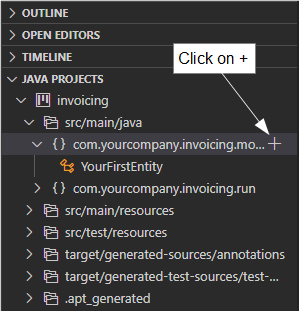 OUTLINE
OPEN EDITORS
TIMELINE
Click on +
JAVA PROJECTS
invoicing
src/main/java
{} com.yourcompany.invoicing.mo... +
YourFirstEntity
{} com.yourcompany.invoicing.run
src/main/resources
src/test/resources
target/generated-sources/annotations
target/generated-test-sources/test-...
.apt_generated